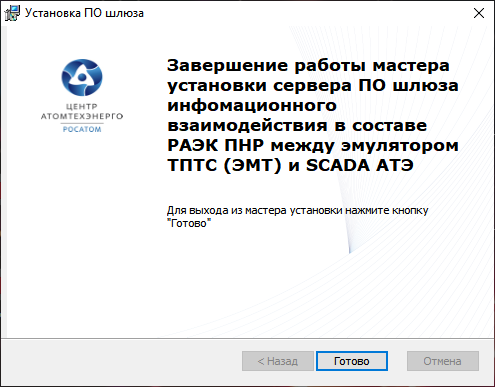 Установка ПО шлюза
ЦЕНТР
АТОМТЕХЭНЕРГО
РОСАТОМ
Завершение работы мастера
установки сервера ПО шлюза
инфомационного
взаимодействия в составе
РАЭК ПНР между эмулятором
ТПТС (ЭМТ) и SCADA АТЭ
Для выхода из мастера установки нажмите кнопку
"Готово"
< Назад
Готово
Отмена